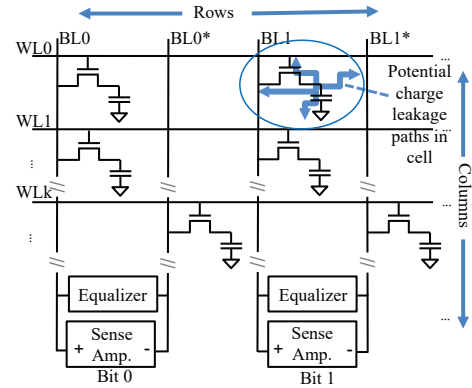 Rows
BL0 BL0* BL1 BL1*
WL0 ...
Potential
charge
leakage
paths in
cell
WL1 ...
...
Columns
WLk ...
...
...
Equalizer Equalizer
Sense Sense
+ Amp. - + Amp. -
Bit 0 Bit 1